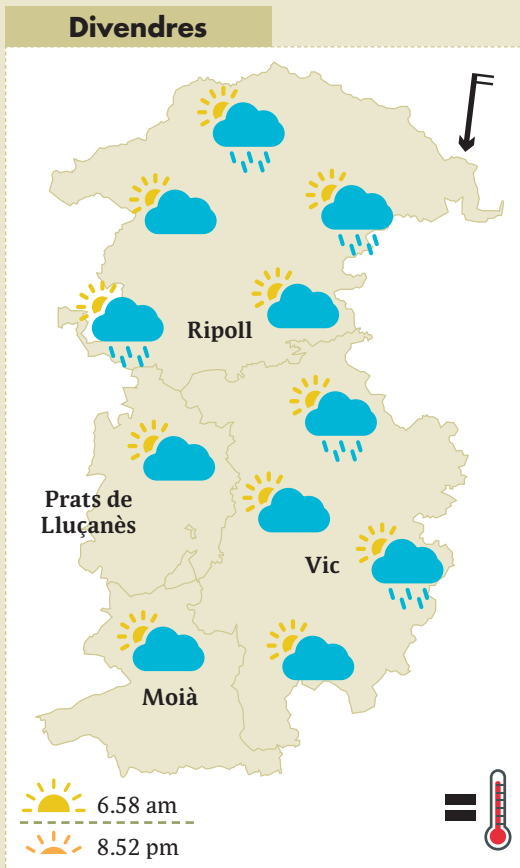 Divendres
Ripoll
Prats de
Lluçanès
Vic
Moià
6.58 am
8.52 pm